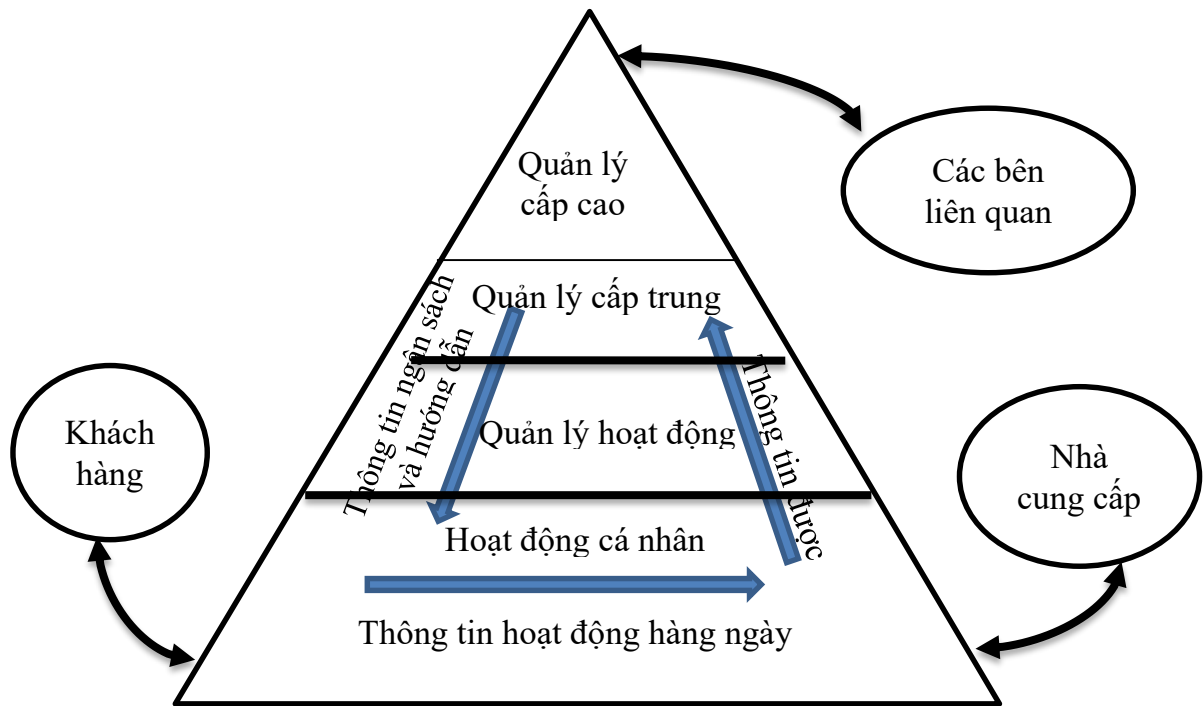 Quản lý
cấp cao
Các bên
liên quan
Quản lý cấp trung
Thông tin ngân sách
và hướng dẫn
Thông tin được
Quản lý hoạt động
Khách
hàng
Nhà
cung cấp
Hoạt động cá nhân
Thông tin hoạt động hàng ngày